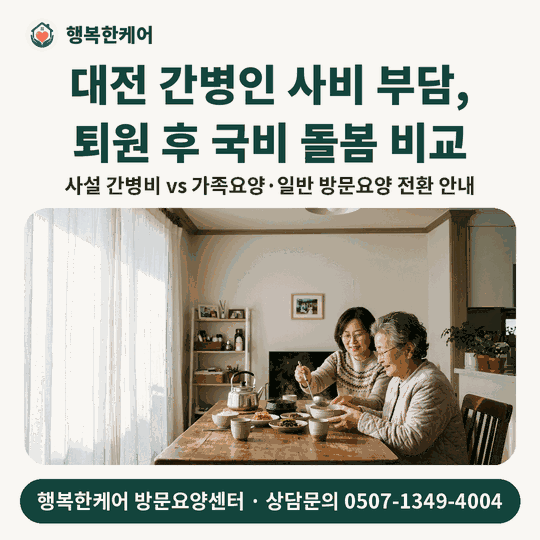 행복한케어
대전 간병인 사비 부담,
퇴원 후 국비 돌봄 비교
사설 간병비 vs 가족요양·일반 방문요양 전환 안내
행복한케어 방문요양센터 · 상담문의 0507-1349-4004